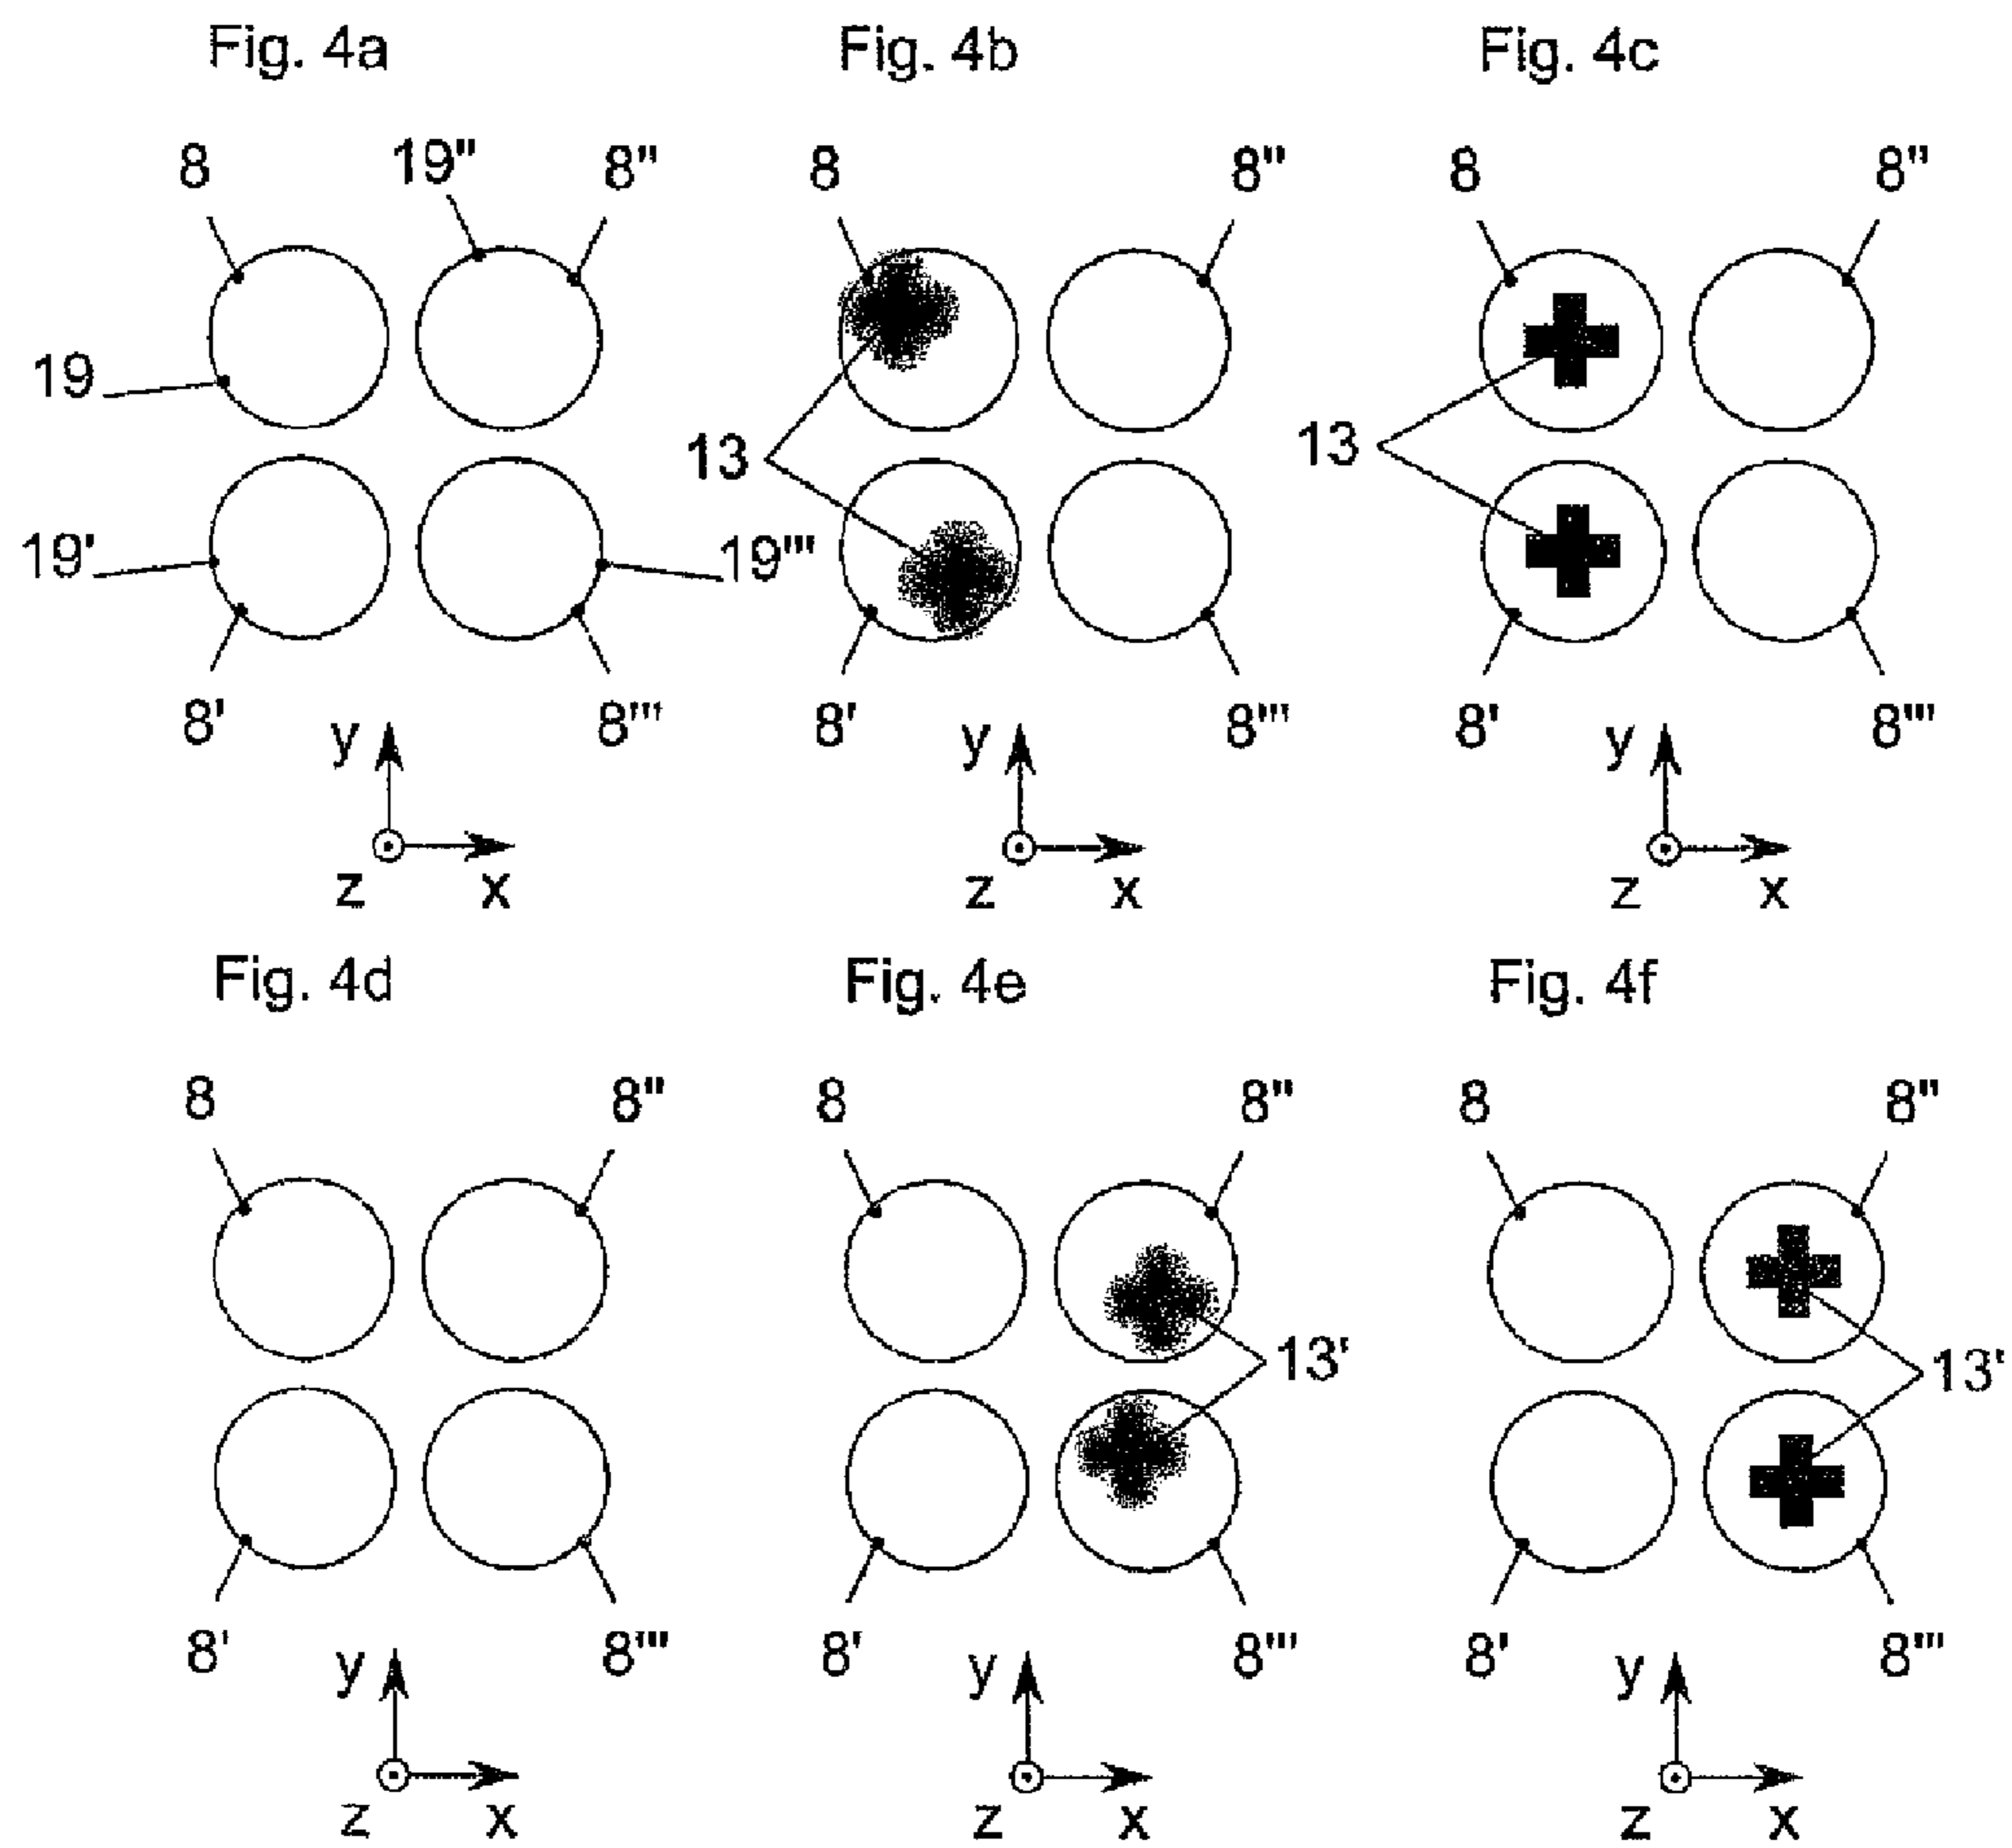 Fig. 4a Fig. 4b Fig. 4c
8 19" 8" 8 8" 8 8"
19 13 13
19' 19'''
8' 8''' 8' 8''' 8' 8'''
y y y
z x z x z x
Fig. 4d Fig. 4e Fig. 4f
8 8" 8 8" 8 8"
13' 13'
8' 8''' 8' 8''' 8' 8'''
y y y
z x z x z x